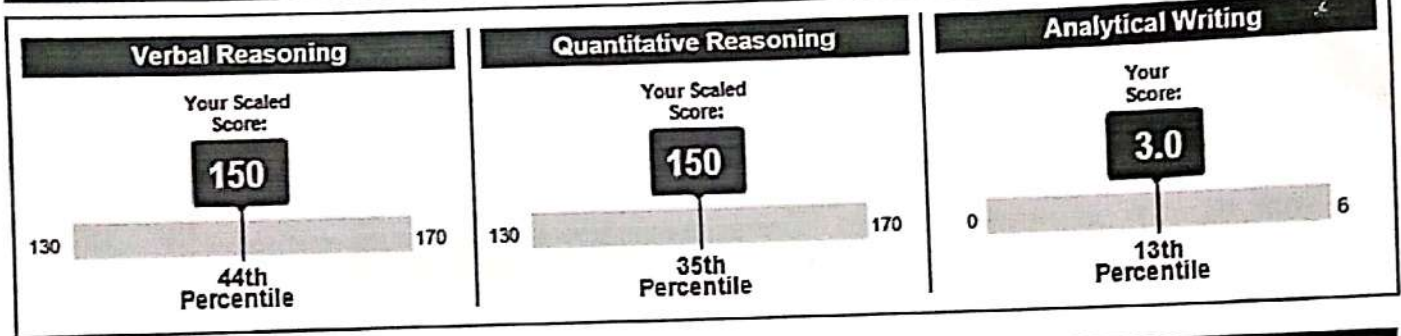 Verbal Reasoning
Your Scaled
Score:
150
130
170
44th
Percentile
Quantitative Reasoning
Your Scaled
Score:
150
130
170
35th
Percentile
Analytical Writing
Your
Score:
3.0
0
6
13th
Percentile